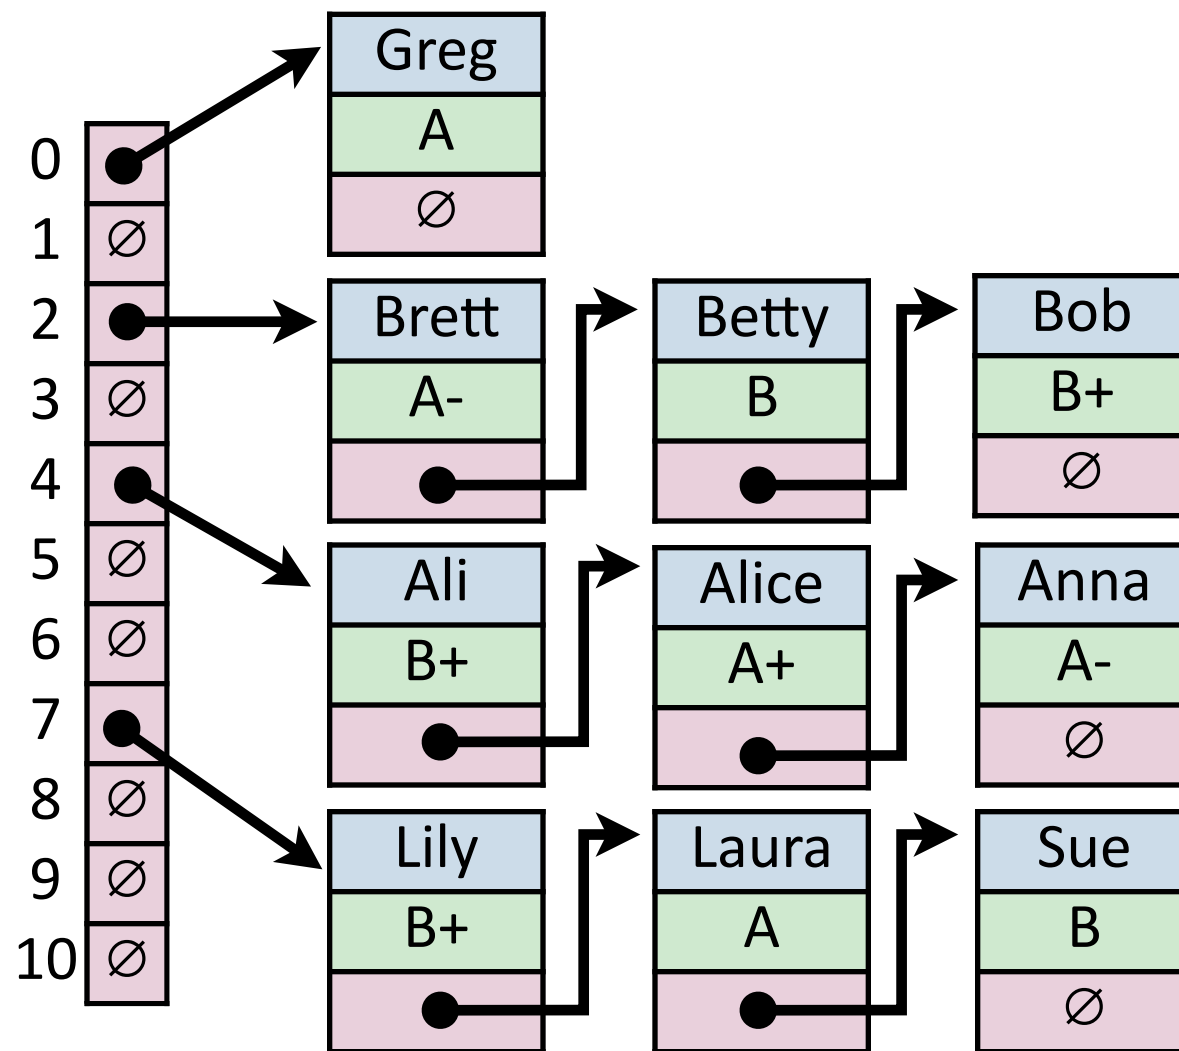 Greg
A
∅
0
1 ∅
2
3 ∅
4
5 ∅
6 ∅
7
8 ∅
9 ∅
10 ∅
Brett Betty Bob
A- B B+
∅
Ali Alice Anna
B+ A+ A-
∅
Lily Laura Sue
B+ A B
∅